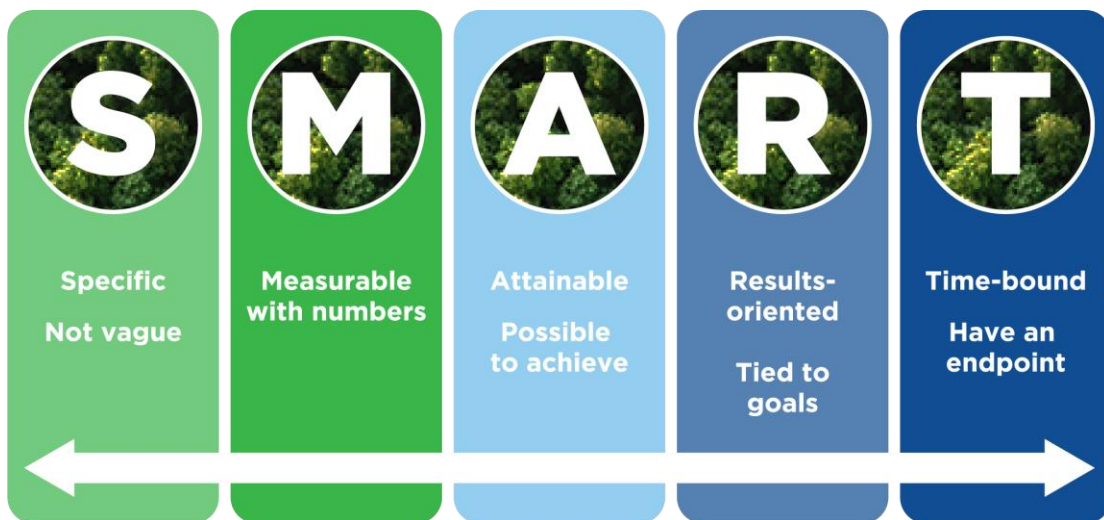 S
Specific
Not vague
M
Measurable
with numbers
A
Attainable
Possible
to achieve
R
Results-
oriented
Tied to
goals
T
Time-bound
Have an
endpoint